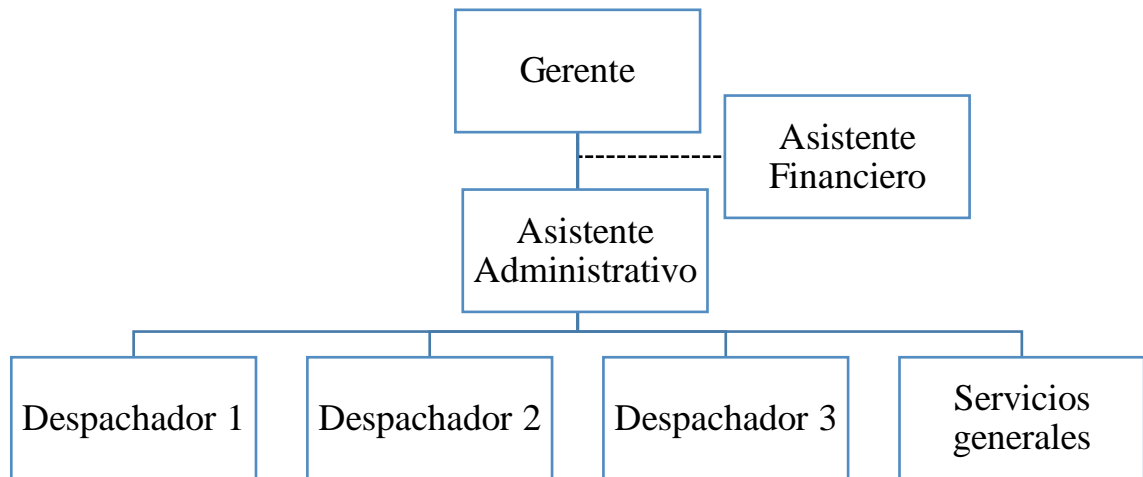 Gerente
Asistente
Financiero
Asistente
Administrativo
Despachador 1
Despachador 2
Despachador 3
Servicios
generales